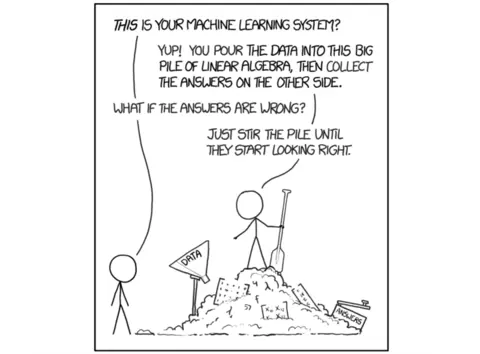 THIS IS YOUR MACHINE LEARNING SYSTEM?
YUP! YOU POUR THE DATA INTO THIS BIG
PILE OF LINEAR ALGEBRA, THEN COLLECT
THE ANSWERS ON THE OTHER SIDE.
WHAT IF THE ANSWERS ARE WRONG?
JUST STIR THE PILE UNTIL
THEY START LOOKING RIGHT.
DATA
ANSWERS